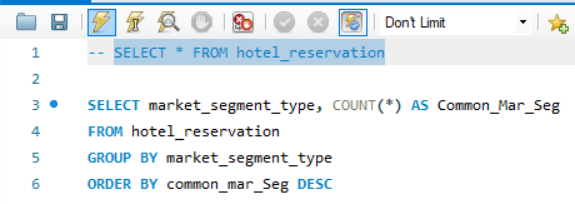 Don't Limit
1 -- SELECT * FROM hotel_reservation
2
3 SELECT market_segment_type, COUNT(*) AS Common_Mar_Seg
4 FROM hotel_reservation
5 GROUP BY market_segment_type
6 ORDER BY common_mar_Seg DESC